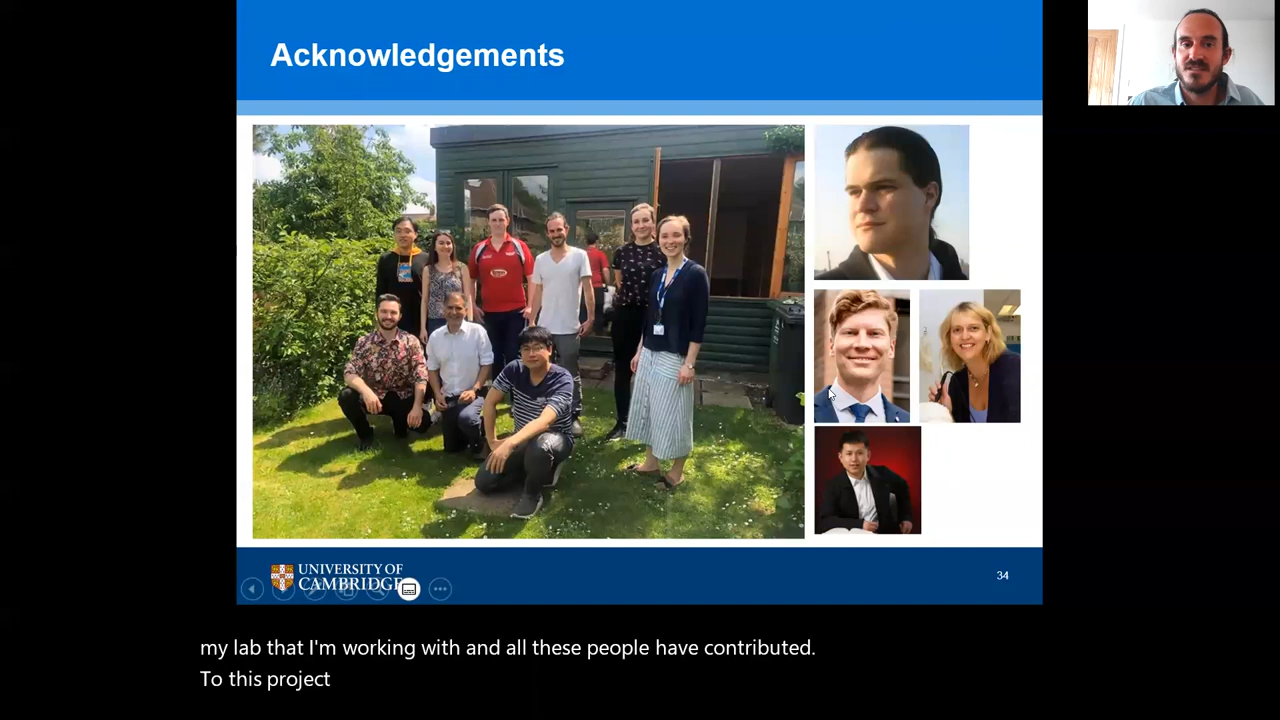 Acknowledgements
UNIVERSITY OF
CAMBRIDGE
34
my lab that I'm working with and all these people have contributed.
To this project